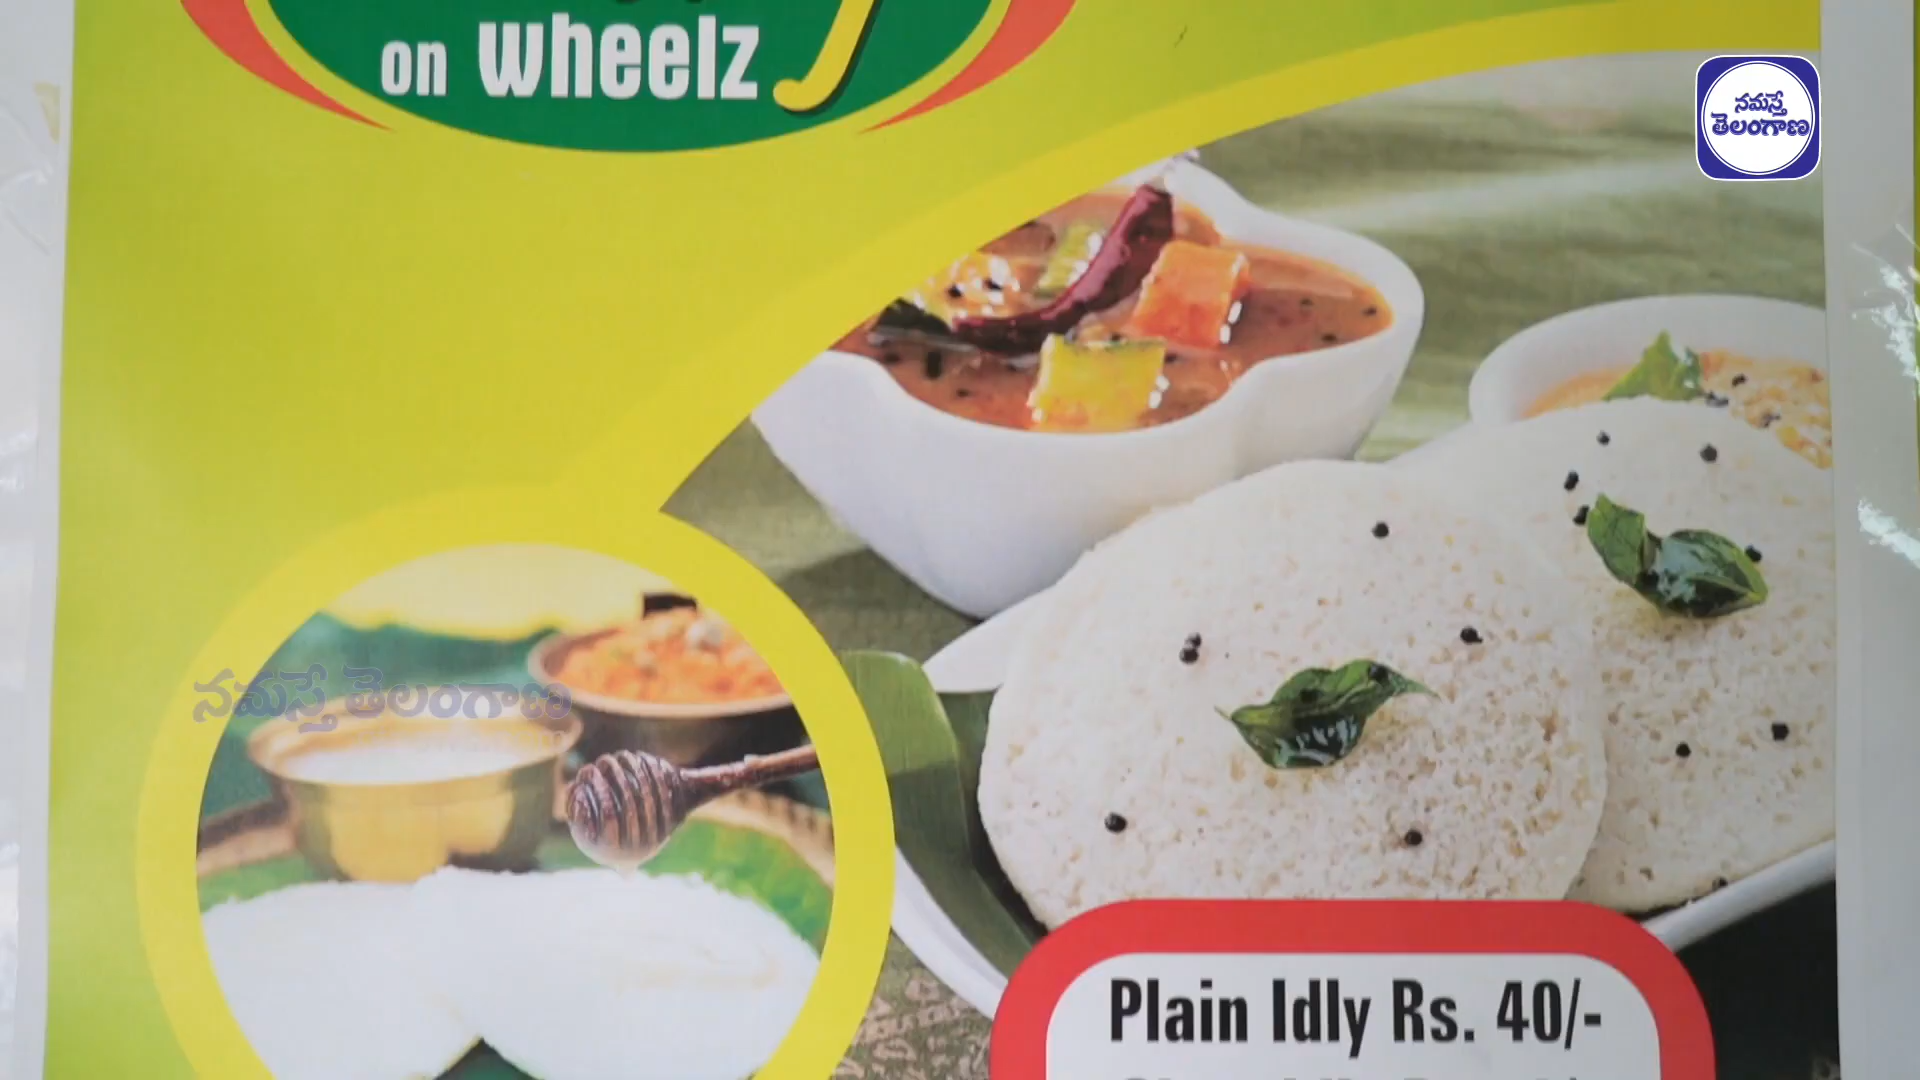 on wheelz
నమస్తే
తెలంగాణ
నమస్తే తెలంగాణ
Plain Idly Rs. 40/-